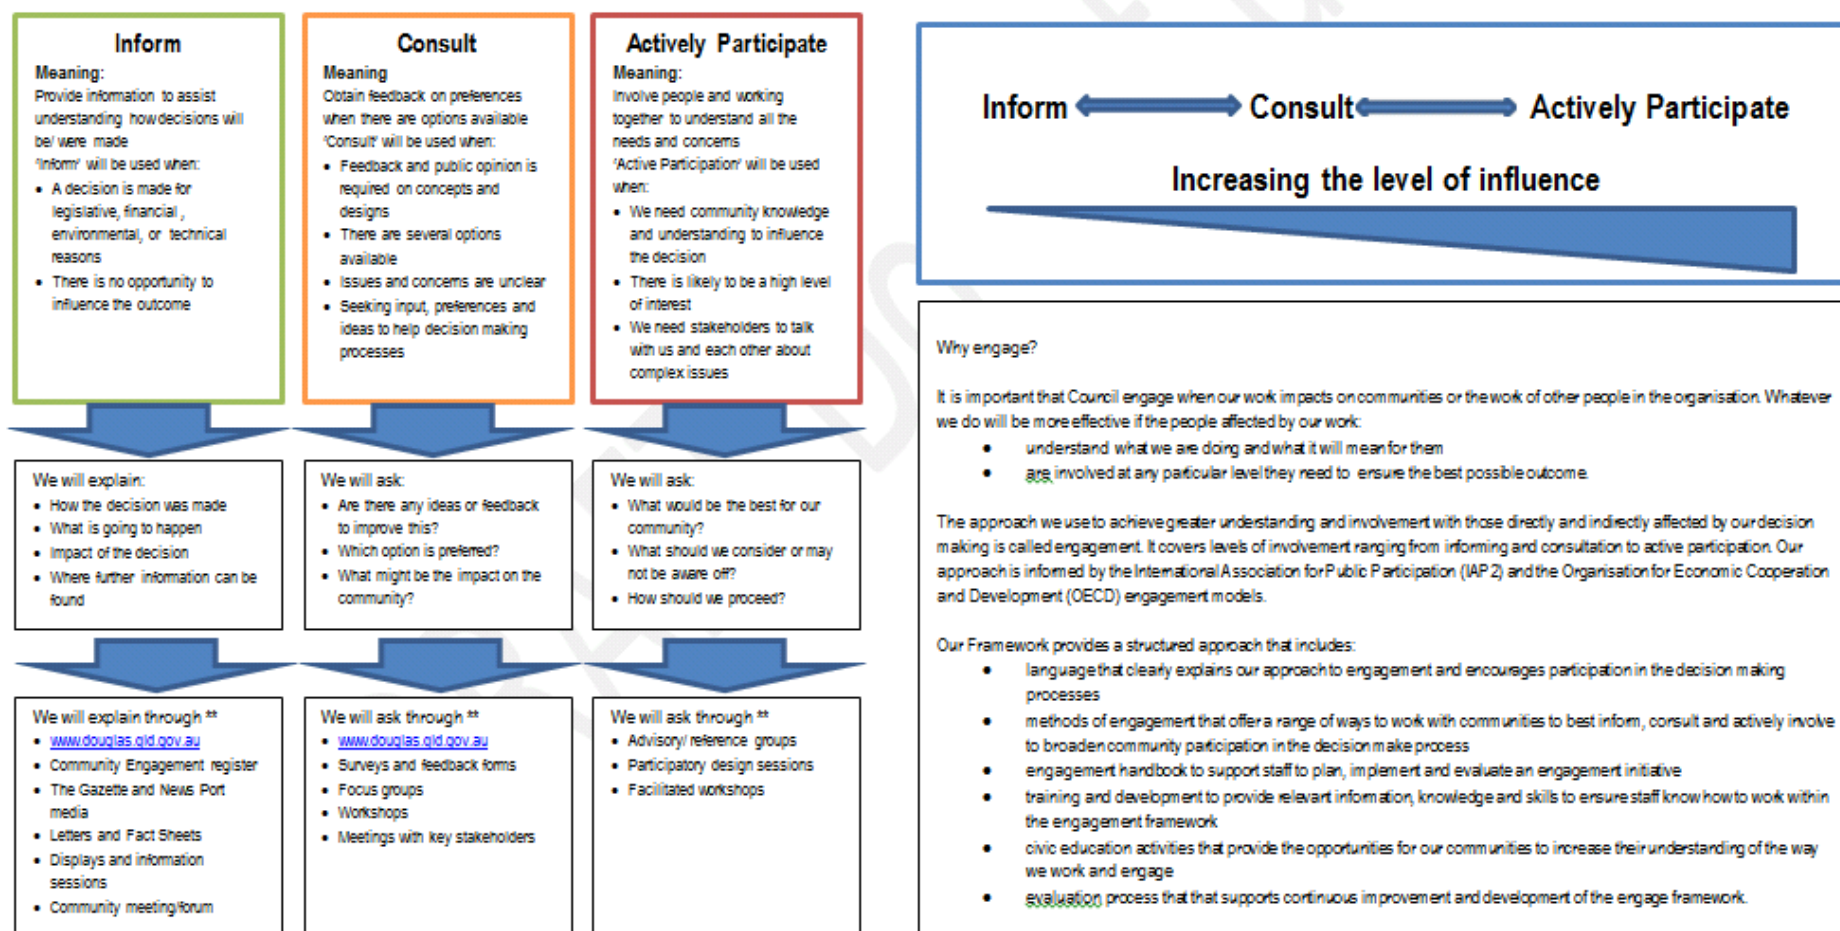 Inform
Meaning:
Provide information to assist
understanding how decisions will
be/ were made
'Inform' will be used when:
• A decision is made for
legislative, financial ,
environmental, or technical
reasons
• There is no opportunity to
influence the outcome
We will explain:
• How the decision was made
• What is going to happen
• Impact of the decision
• Where further information can be
found
We will explain through **
• www.douglas.qld.gov.au
• Community Engagement register
• The Gazette and News Port
media
• Letters and Fact Sheets
• Displays and information
sessions
• Community meeting/forum
Consult
Meaning
Obtain feedback on preferences
when there are options available
'Consult' will be used when:
• Feedback and public opinion is
required on concepts and
designs
• There are several options
available
• Issues and concerns are unclear
• Seeking input, preferences and
ideas to help decision making
processes
We will ask:
• Are there any ideas or feedback
to improve this?
• Which option is preferred?
• What might be the impact on the
community?
We will ask through **
• www.douglas.qld.gov.au
• Surveys and feedback forms
• Focus groups
• Workshops
• Meetings with key stakeholders
Actively Participate
Meaning:
Involve people and working
together to understand all the
needs and concerns
'Active Participation' will be used
when:
• We need community knowledge
and understanding to influence
the decision
• There is likely to be a high level
of interest
• We need stakeholders to talk
with us and each other about
complex issues
We will ask:
• What would be the best for our
community?
• What should we consider or may
not be aware off?
• How should we proceed?
We will ask through **
• Advisory/ reference groups
• Participatory design sessions
• Facilitated workshops
Inform Consult Actively Participate
Increasing the level of influence
Why engage?
It is important that Council engage when our work impacts on communities or the work of other people in the organisation. Whatever
we do will be more effective if the people affected by our work:
• understand what we are doing and what it will mean for them
• are involved at any particular level they need to ensure the best possible outcome.
The approach we use to achieve greater understanding and involvement with those directly and indirectly affected by our decision
making is called engagement. It covers levels of involvement ranging from informing and consultation to active participation. Our
approach is informed by the International Association for Public Participation (IAP2) and the Organisation for Economic Cooperation
and Development (OECD) engagement models.
Our Framework provides a structured approach that includes:
• language that clearly explains our approach to engagement and encourages participation in the decision making
processes
• methods of engagement that offer a range of ways to work with communities to best inform, consult and actively involve
to broaden community participation in the decision make process
• engagement handbook to support staff to plan, implement and evaluate an engagement initiative
• training and development to provide relevant information, knowledge and skills to ensure staff know how to work within
the engagement framework
• civic education activities that provide the opportunities for our communities to increase their understanding of the way
we work and engage
• evaluation process that that supports continuous improvement and development of the engage framework.